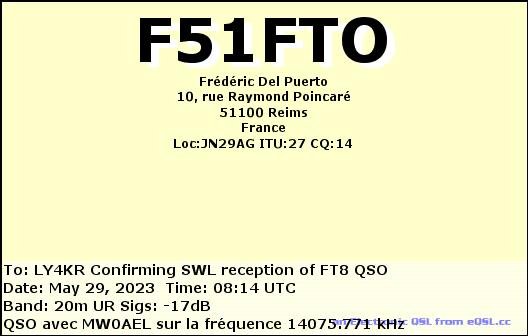 F51FTO
Frédéric Del Puerto
10, rue Raymond Poincaré
51100 Reims
France
Loc:JN29AG ITU:27 CQ:14
To: LY4KR Confirming SWL reception of FT8 QSO
Date: May 29, 2023 Time: 08:14 UTC
Band: 20m UR Sigs: -17dB
QSO avec MW0AEL sur la fréquence 14075.771 kHz
an Electronic QSL from eQSL.cc